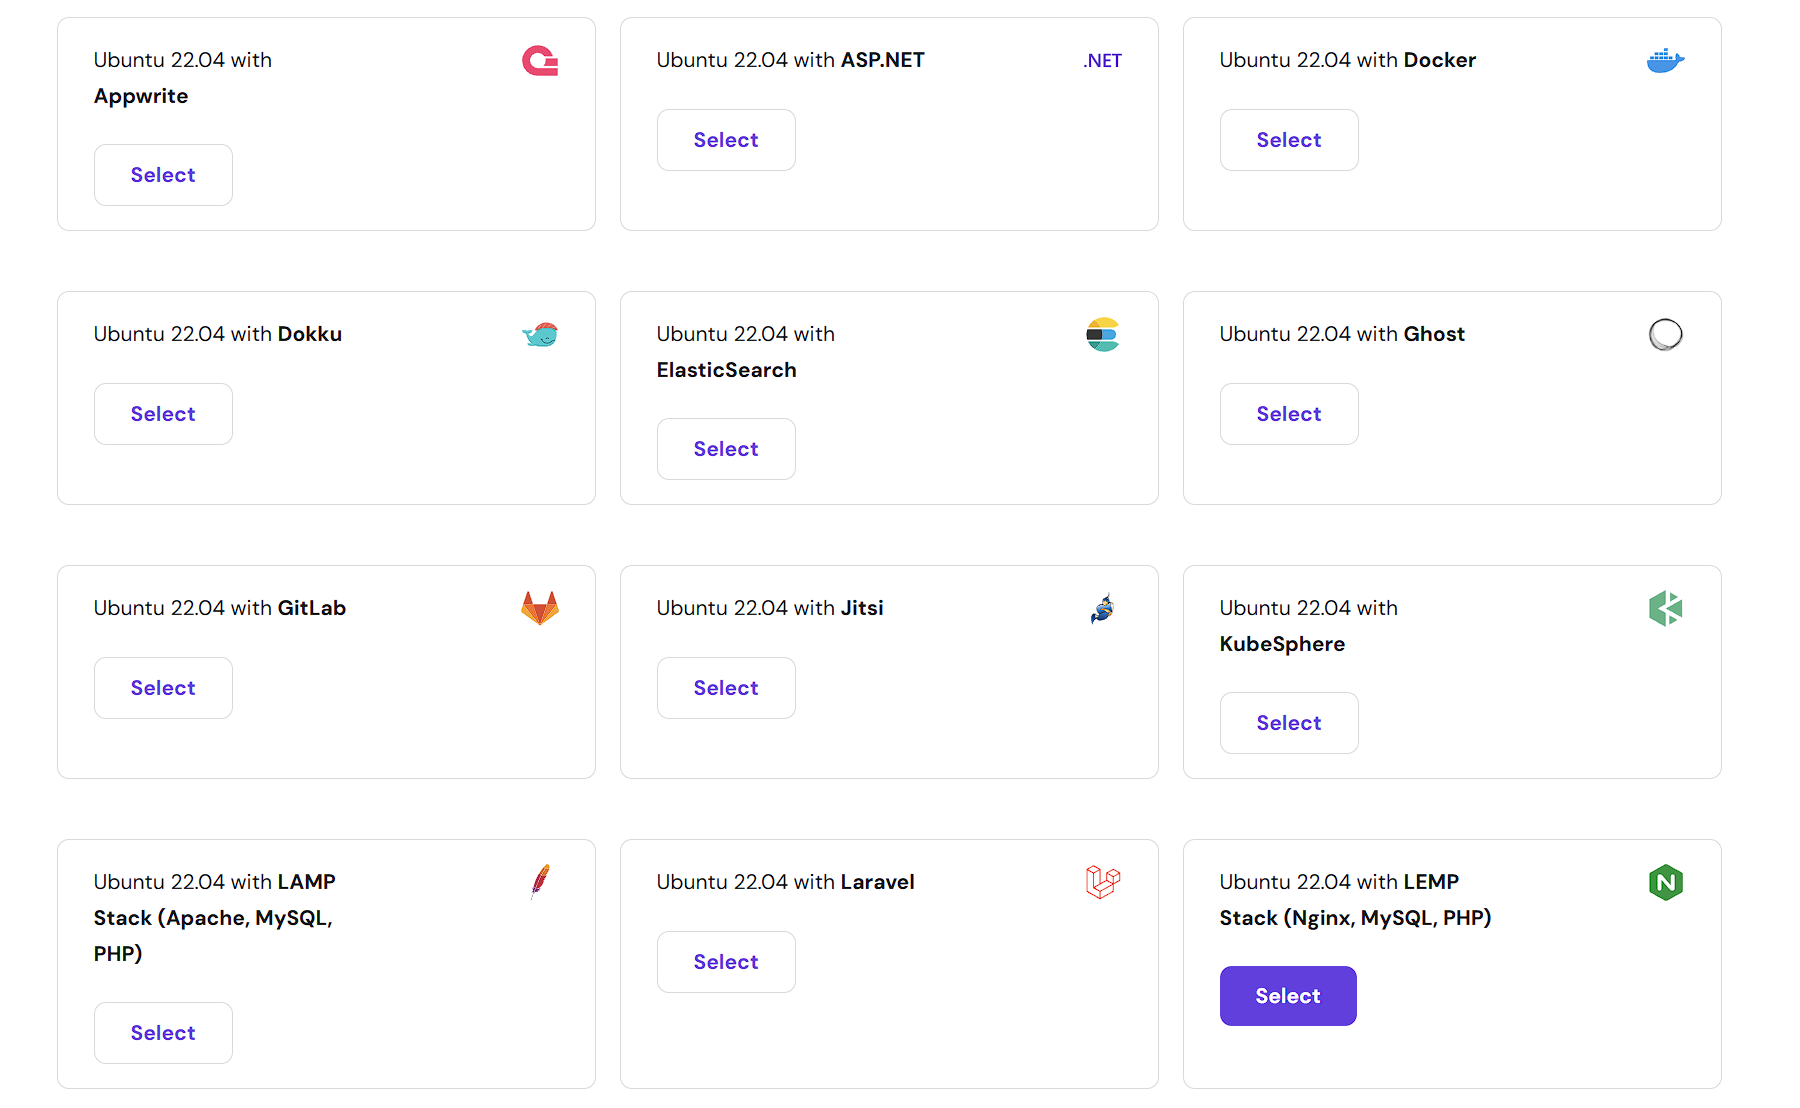 Ubuntu 22.04 with
Appwrite
Select
Ubuntu 22.04 with ASP.NET
.NET
Select
Ubuntu 22.04 with Docker
Select
Ubuntu 22.04 with Dokku
Select
Ubuntu 22.04 with
ElasticSearch
Select
Ubuntu 22.04 with Ghost
Select
Ubuntu 22.04 with GitLab
Select
Ubuntu 22.04 with Jitsi
Select
Ubuntu 22.04 with
KubeSphere
Select
Ubuntu 22.04 with LAMP
Stack (Apache, MySQL,
PHP)
Select
Ubuntu 22.04 with Laravel
Select
Ubuntu 22.04 with LEMP
Stack (Nginx, MySQL, PHP)
N
Select